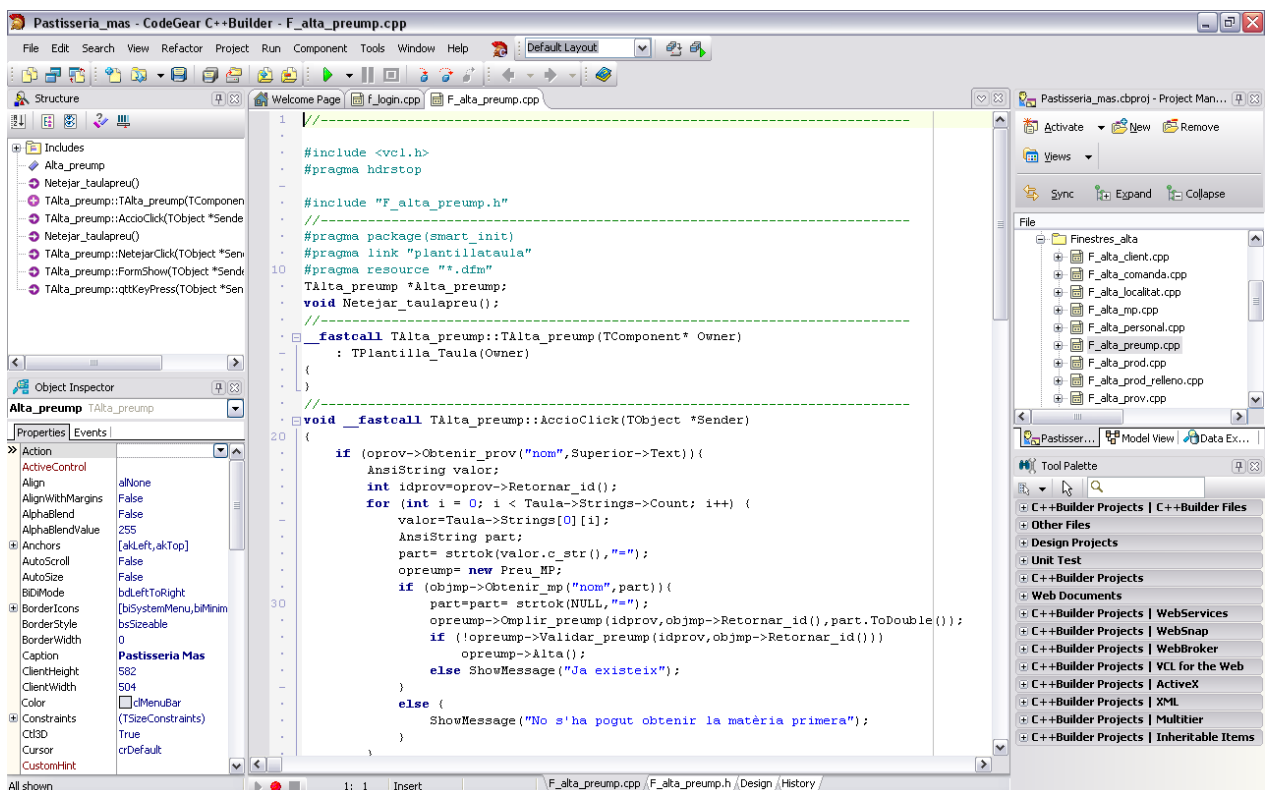 Pastisseria_mas - CodeGear C++Builder - F_alta_preump.cpp
File Edit Search View Refactor Project Run Component Tools Window Help Default Layout
Structure
Includes
Alta_preump
Netejar_taulapreu()
TAlta_preump::TAlta_preump(TComponen
TAlta_preump::AccioClick(TObject *Sende
Netejar_taulapreu()
TAlta_preump::NetejarClick(TObject *Sen
TAlta_preump::FormShow(TObject *Sende
TAlta_preump::qttKeyPress(TObject *Sen
Object Inspector
Alta_preump TAlta_preump
Properties Events
Action
ActiveControl
Align alNone
AlignWithMargins False
AlphaBlend False
AlphaBlendValue 255
Anchors [akLeft,akTop]
AutoScroll False
AutoSize False
BiDiMode bdLeftToRight
BorderIcons [biSystemMenu,biMinim
BorderStyle bsSizeable
BorderWidth 0
Caption Pastisseria Mas
ClientHeight 582
ClientWidth 504
Color clMenuBar
Constraints (TSizeConstraints)
Ctl3D True
Cursor crDefault
CustomHint
All shown
Welcome Page f_login.cpp F_alta_preump.cpp
1 //--------------------------------------------------------------------------
#include <vcl.h>
#pragma hdrstop
#include "F_alta_preump.h"
//--------------------------------------------------------------------------
#pragma package(smart_init)
#pragma link "plantillataula"
10 #pragma resource "*.dfm"
TAlta_preump *Alta_preump;
void Netejar_taulapreu();
//--------------------------------------------------------------------------
__fastcall TAlta_preump::TAlta_preump(TComponent* Owner)
: TPlantilla_Taula(Owner)
{
}
//--------------------------------------------------------------------------
void __fastcall TAlta_preump::AccioClick(TObject *Sender)
20 {
if (oprov->Obtenir_prov("nom",Superior->Text)){
AnsiString valor;
int idprov=oprov->Retornar_id();
for (int i = 0; i < Taula->Strings->Count; i++) {
valor=Taula->Strings[0][i];
AnsiString part;
part= strtok(valor.c_str(),"=");
opreump= new Preu_MP;
if (objmp->Obtenir_mp("nom",part)){
30 part=part= strtok(NULL,"=");
opreump->Omplir_preump(idprov,objmp->Retornar_id(),part.ToDouble());
if (!opreump->Validar_preump(idprov,objmp->Retornar_id()))
opreump->Alta();
else ShowMessage("Ja existeix");
}
else {
ShowMessage("No s'ha pogut obtenir la matèria primera");
}
}
1: 1 Insert
F_alta_preump.cpp F_alta_preump.h Design History
Pastisseria_mas.cbproj - Project Man...
Activate New Remove
Views
Sync Expand Collapse
File
Finestres_alta
F_alta_client.cpp
F_alta_comanda.cpp
F_alta_localitat.cpp
F_alta_mp.cpp
F_alta_personal.cpp
F_alta_preump.cpp
F_alta_prod.cpp
F_alta_prod_relleno.cpp
F_alta_prov.cpp
Pastisser... Model View Data Ex...
Tool Palette
C++Builder Projects | C++Builder Files
Other Files
Design Projects
Unit Test
C++Builder Projects
Web Documents
C++Builder Projects | WebServices
C++Builder Projects | WebSnap
C++Builder Projects | WebBroker
C++Builder Projects | VCL for the Web
C++Builder Projects | ActiveX
C++Builder Projects | XML
C++Builder Projects | Multitier
C++Builder Projects | Inheritable Items